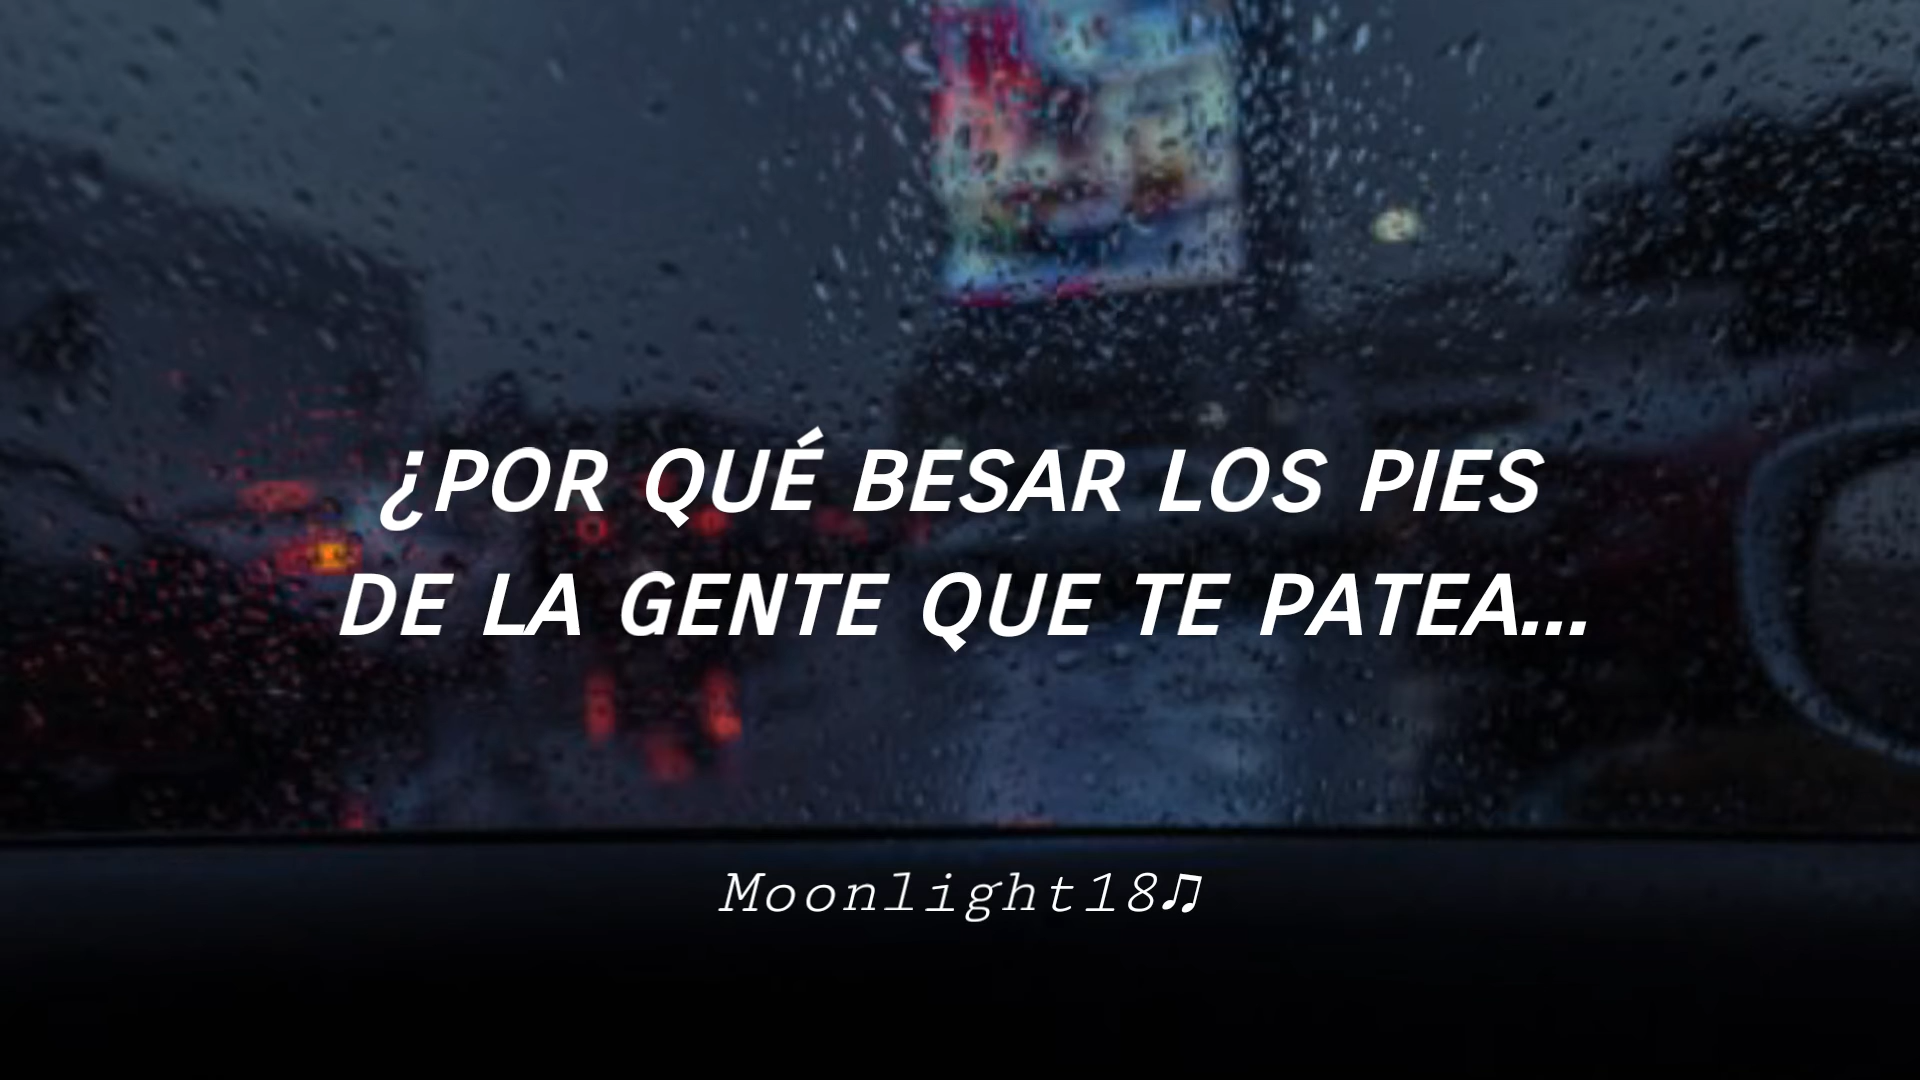 ¿POR QUÉ BESAR LOS PIES
DE LA GENTE QUE TE PATEA...
Moonlight18♫